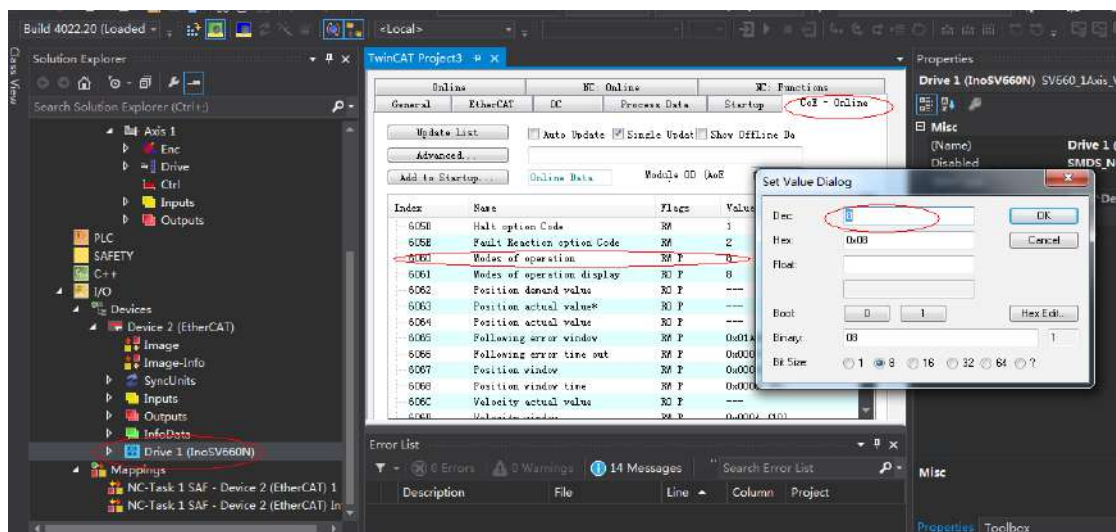 Build 4022.20 (Loaded
<Local>
Class View
Solution Explorer
Search Solution Explorer (Ctrl+;)
Axis 1
Enc
Drive
Ctrl
Inputs
Outputs
PLC
SAFETY
C++
I/O
Devices
Device 2 (EtherCAT)
Image
Image-Info
SyncUnits
Inputs
Outputs
InfoData
Drive 1 (InoSV660N)
Mappings
NC-Task 1 SAF - Device 2 (EtherCAT) 1
NC-Task 1 SAF - Device 2 (EtherCAT) In
TwinCAT Project3
Online NC: Online NC: Functions
General EtherCAT DC Process Data Startup CoE - Online
Update List Auto Update Single Updat Show Offline Da
Advanced...
Add to Startup... Online Data Module OD (AoE
Index Name Flags Value
605D Halt option Code RW 1
605E Fault Reaction option Code RW 2
6060 Modes of operation RW P 8
6061 Modes of operation display RO P 8
6062 Position demand value RO P ---
6063 Position actual value* RO P ---
6064 Position actual value RO P ---
6065 Following error window RW P
6066 Following error time out RW P
6067 Position window RW P
6068 Position window time RW P
606C Velocity actual value RO P ---
Set Value Dialog
Dec: 8 OK
Hex: 0x08 Cancel
Float:
Bool: 0 1 Hex Edit...
Binary: 08 1
Bit Size: 1 8 16 32 64 ?
Error List
0 Errors 0 Warnings 14 Messages Search Error List
Description File Line Column Project
Properties
Drive 1 (InoSV660N) SV660_1Axis_
Misc
(Name) Drive 1 (
Disabled SMDS_N
Misc
Properties Toolbox